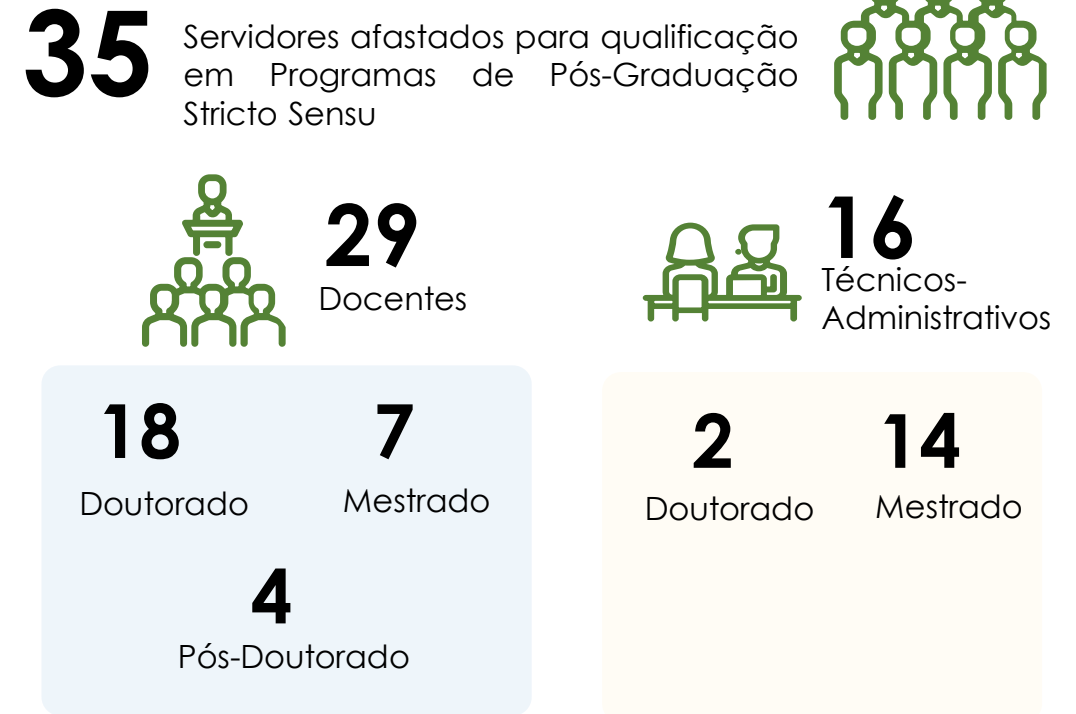 35
Servidores afastados para qualificação
em Programas de Pós-Graduação
Stricto Sensu
29
Docentes
16
Técnicos-
Administrativos
18
Doutorado
7
Mestrado
4
Pós-Doutorado
2
Doutorado
14
Mestrado